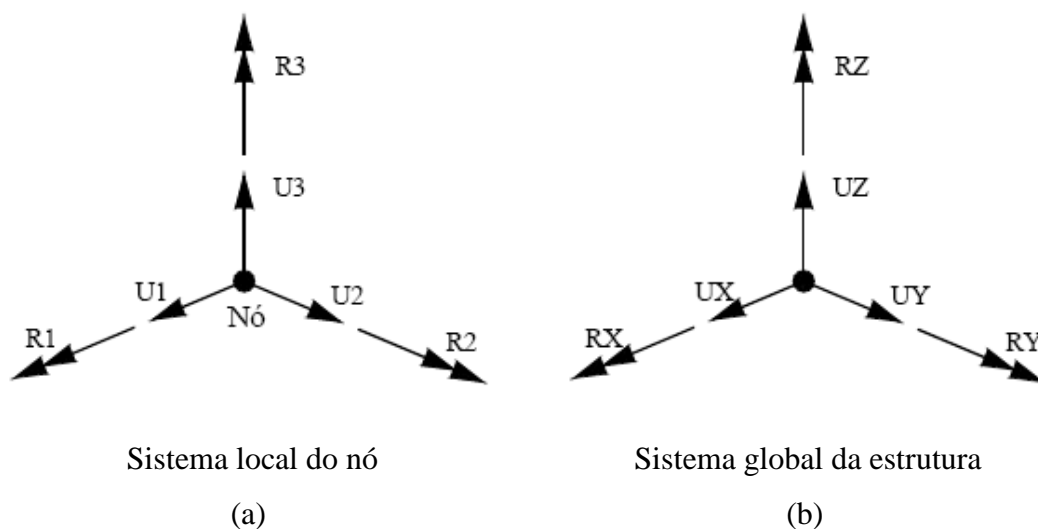 R3 RZ
U3 UZ
U1 U2 UX UY
Nó
R1 R2 RX RY
Sistema local do nó Sistema global da estrutura
(a) (b)